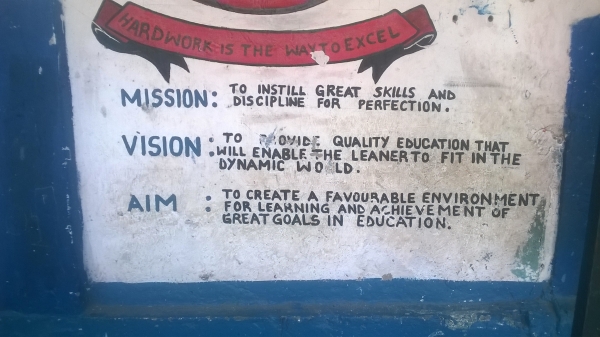 HARDWORK IS THE WAY TO EXCEL
MISSION: TO INSTILL GREAT SKILLS AND
DISCIPLINE FOR PERFECTION.
VISION: TO PROVIDE QUALITY EDUCATION THAT
WILL ENABLE THE LEANER TO FIT IN THE
DYNAMIC WORLD.
AIM : TO CREATE A FAVOURABLE ENVIRONMENT
FOR LEARNING AND ACHIEVEMENT OF
GREAT GOALS IN EDUCATION.